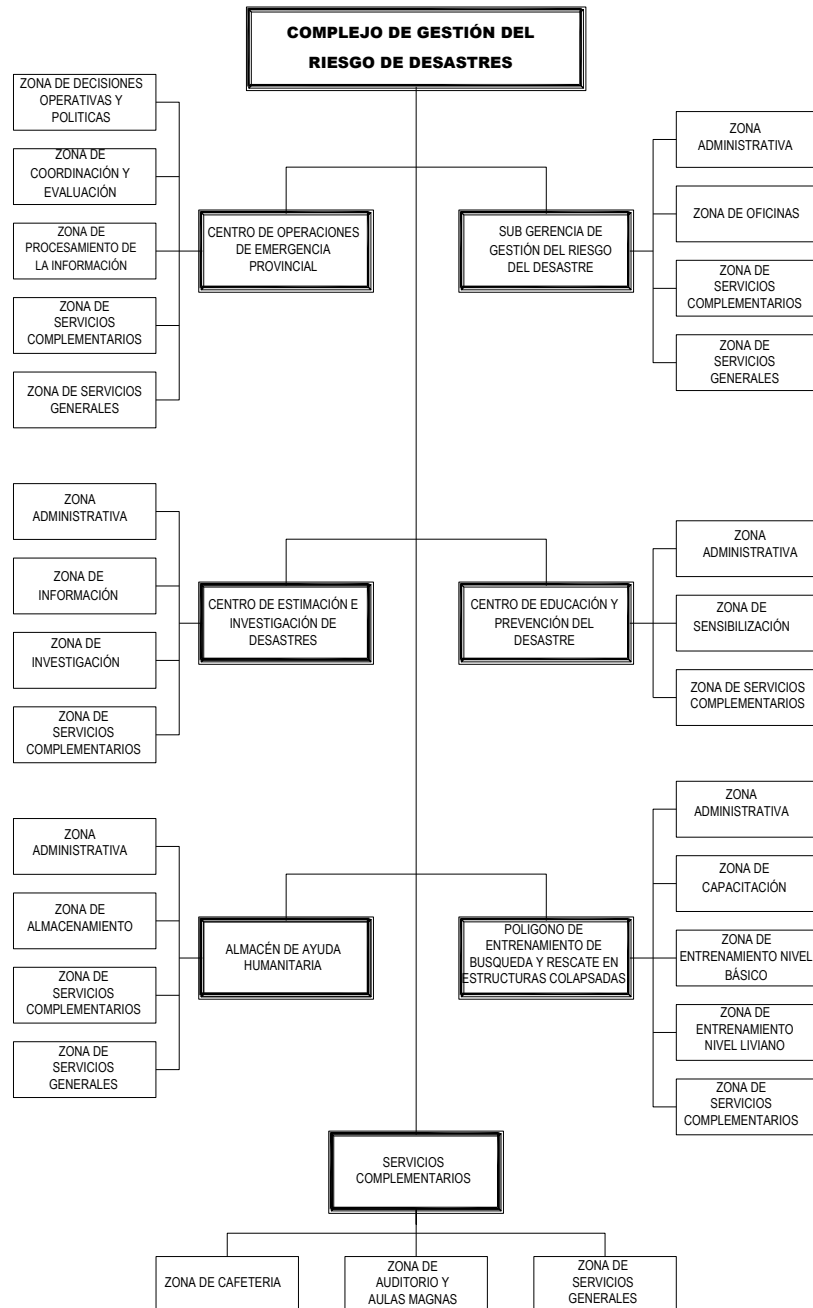 COMPLEJO DE GESTIÓN DEL
RIESGO DE DESASTRES
ZONA DE DECISIONES
OPERATIVAS Y
POLITICAS
ZONA DE
COORDINACIÓN Y
EVALUACIÓN
ZONA DE
PROCESAMIENTO DE
LA INFORMACIÓN
ZONA DE
SERVICIOS
COMPLEMENTARIOS
ZONA DE SERVICIOS
GENERALES
CENTRO DE OPERACIONES
DE EMERGENCIA
PROVINCIAL
SUB GERENCIA DE
GESTIÓN DEL RIESGO
DEL DESASTRE
ZONA
ADMINISTRATIVA
ZONA DE OFICINAS
ZONA DE
SERVICIOS
COMPLEMENTARIOS
ZONA DE
SERVICIOS
GENERALES
ZONA
ADMINISTRATIVA
ZONA DE
INFORMACIÓN
ZONA DE
INVESTIGACIÓN
ZONA DE
SERVICIOS
COMPLEMENTARIOS
CENTRO DE ESTIMACIÓN E
INVESTIGACIÓN DE
DESASTRES
CENTRO DE EDUCACIÓN Y
PREVENCIÓN DEL
DESASTRE
ZONA
ADMINISTRATIVA
ZONA DE
SENSIBILIZACIÓN
ZONA DE SERVICIOS
COMPLEMENTARIOS
ZONA
ADMINISTRATIVA
ZONA DE
ALMACENAMIENTO
ZONA DE
SERVICIOS
COMPLEMENTARIOS
ZONA DE
SERVICIOS
GENERALES
ALMACÉN DE AYUDA
HUMANITARIA
POLIGONO DE
ENTRENAMIENTO DE
BUSQUEDA Y RESCATE EN
ESTRUCTURAS COLAPSADAS
ZONA
ADMINISTRATIVA
ZONA DE
CAPACITACIÓN
ZONA DE
ENTRENAMIENTO NIVEL
BÁSICO
ZONA DE
ENTRENAMIENTO
NIVEL LIVIANO
ZONA DE
SERVICIOS
COMPLEMENTARIOS
SERVICIOS
COMPLEMENTARIOS
ZONA DE CAFETERIA
ZONA DE
AUDITORIO Y
AULAS MAGNAS
ZONA DE
SERVICIOS
GENERALES